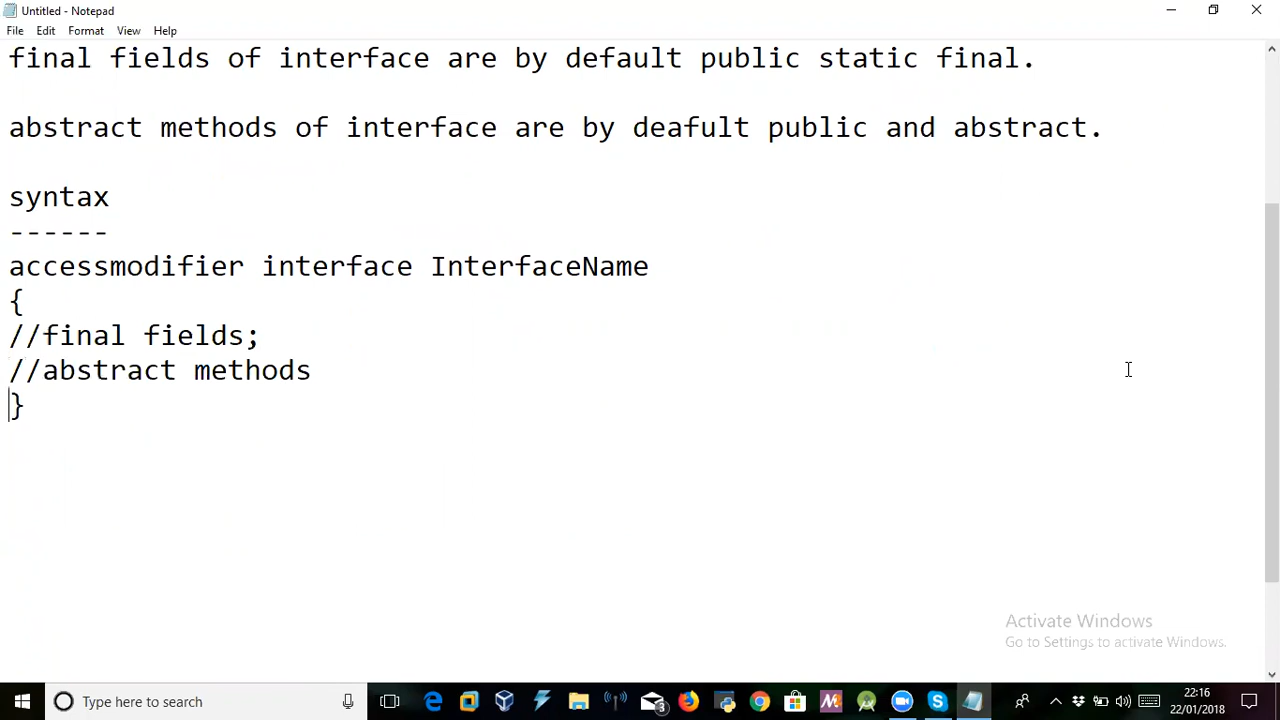 Untitled - Notepad
File Edit Format View Help
final fields of interface are by default public static final.
abstract methods of interface are by deafult public and abstract.
syntax
------
accessmodifier interface InterfaceName
{
//final fields;
//abstract methods
}
Activate Windows
Go to Settings to activate Windows.
Type here to search
3
22:16
22/01/2018